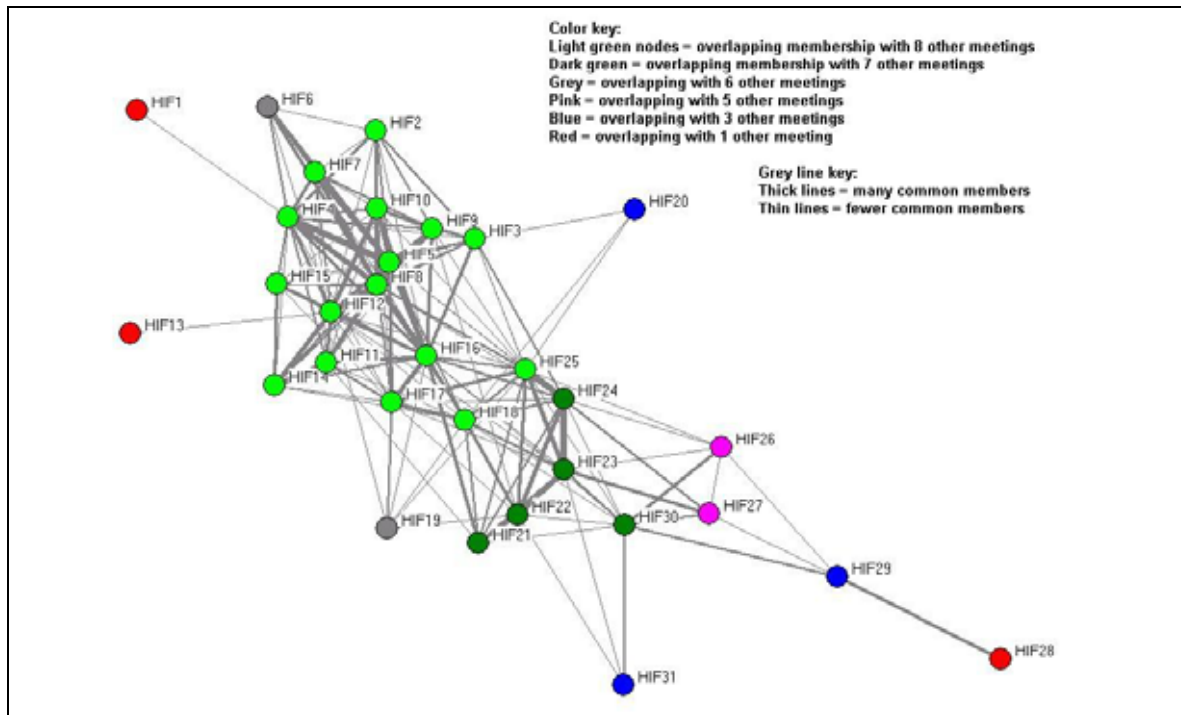 Color key:
Light green nodes = overlapping membership with 8 other meetings
Dark green = overlapping membership with 7 other meetings
Grey = overlapping with 6 other meetings
Pink = overlapping with 5 other meetings
Blue = overlapping with 3 other meetings
Red = overlapping with 1 other meeting
Grey line key:
Thick lines = many common members
Thin lines = fewer common members
HIF1
HIF6
HIF2
HIF7
HIF4
HIF10
HIF9
HIF3
HIF20
HIF5
HIF15
HIF8
HIF12
HIF13
HIF16
HIF11
HIF14
HIF25
HIF24
HIF17
HIF18
HIF26
HIF23
HIF27
HIF22
HIF30
HIF19
HIF21
HIF29
HIF28
HIF31